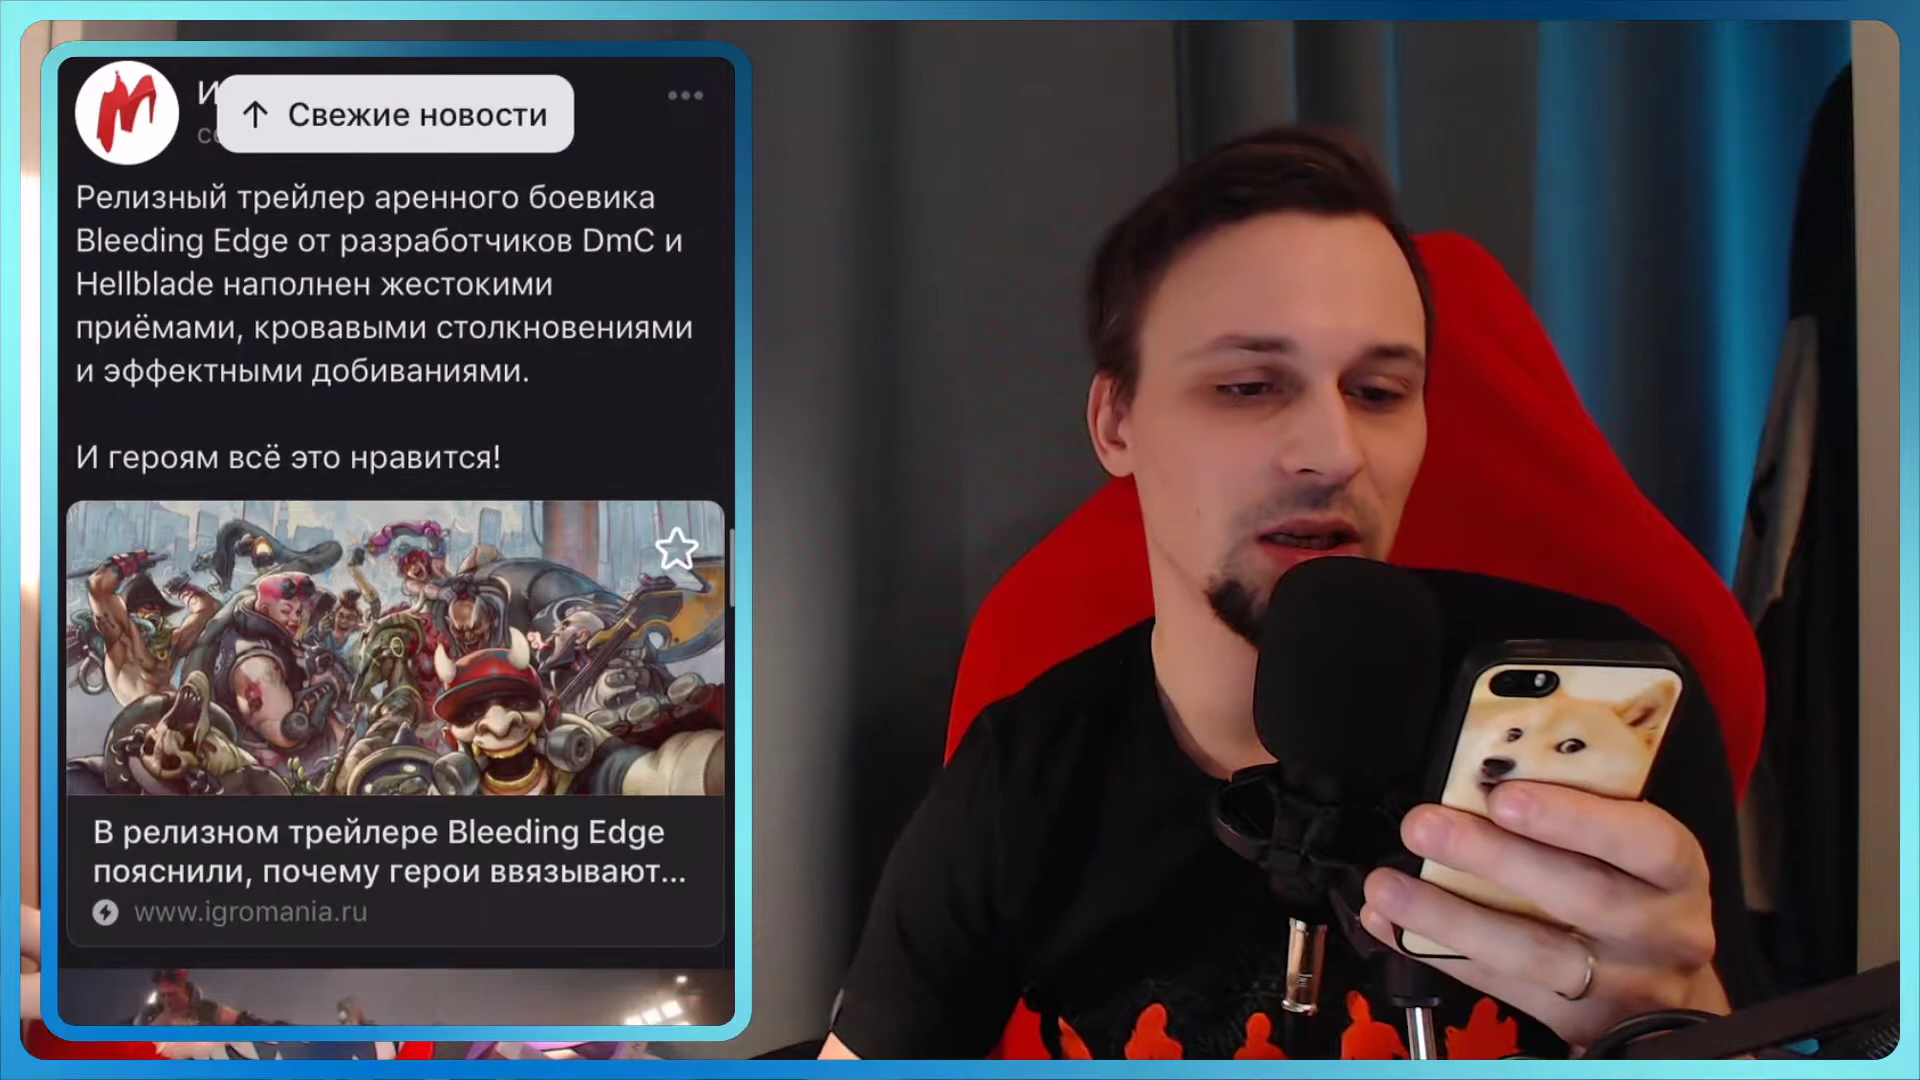 Свежие новости
Релизный трейлер аренного боевика
Bleeding Edge от разработчиков DmC и
Hellblade наполнен жестокими
приёмами, кровавыми столкновениями
и эффектными добиваниями.
И героям всё это нравится!
В релизном трейлере Bleeding Edge
пояснили, почему герои ввязывают...
www.igromania.ru